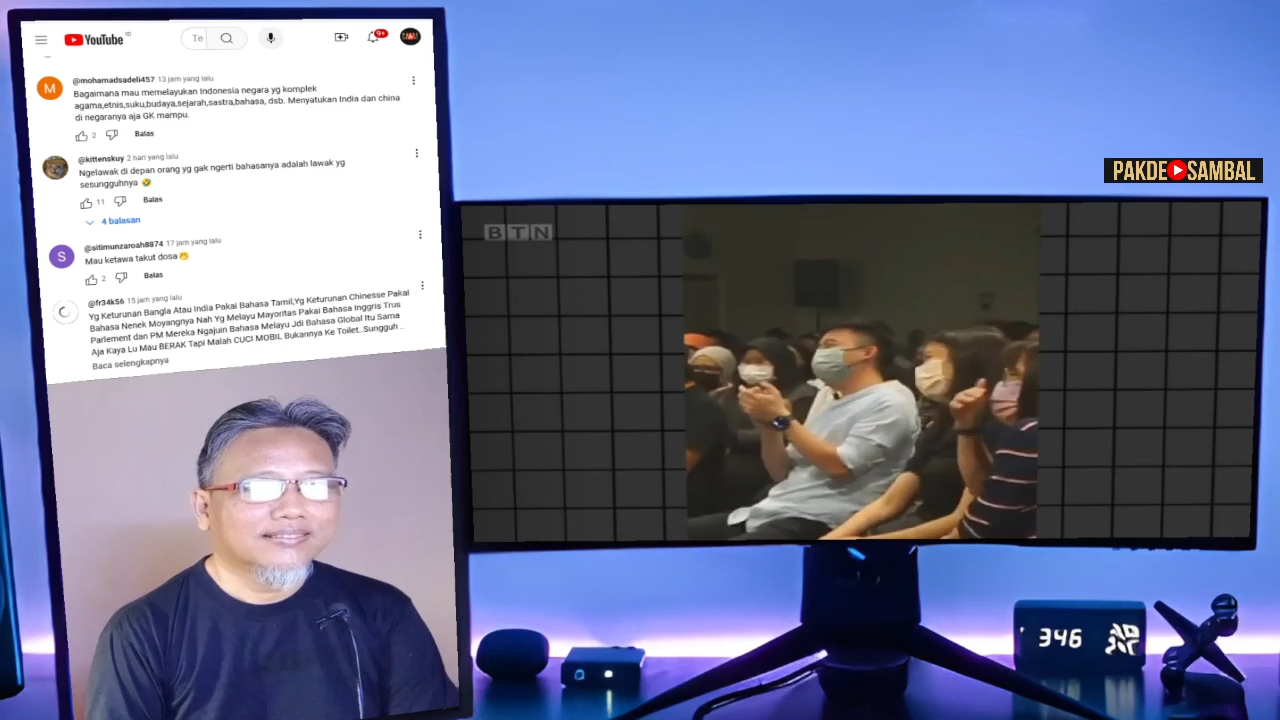 YouTube ID
Te
9+
@mohamadsadeli457 13 jam yang lalu
Bagaimana mau memelayukan Indonesia negara yg komplek
agama,etnis,suku,budaya,sejarah,sastra,bahasa, dsb. Menyatukan India dan china
di negaranya aja GK mampu.
2 Balas
M
@kittenskuy 2 hari yang lalu
Ngelawak di depan orang yg gak ngerti bahasanya adalah lawak yg
sesungguhnya 🤣
11 Balas
4 balasan
S
@sitimunzaroah8874 17 jam yang lalu
Mau ketawa takut dosa🤭
2 Balas
@fr34k56 15 jam yang lalu
Yg Keturunan Bangla Atau India Pakai Bahasa Tamil,Yg Keturunan Chinesse Pakai
Bahasa Nenek Moyangnya Nah Yg Melayu Mayoritas Pakai Bahasa Inggris Trus
Parlement dan PM Mereka Ngajuin Bahasa Melayu Jdi Bahasa Global Itu Sama
Aja Kaya Lu Mau BERAK Tapi Malah CUCI MOBIL Bukannya Ke Toilet..Sungguh ..
Baca selengkapnya
PAKDE SAMBAL
BTN
346